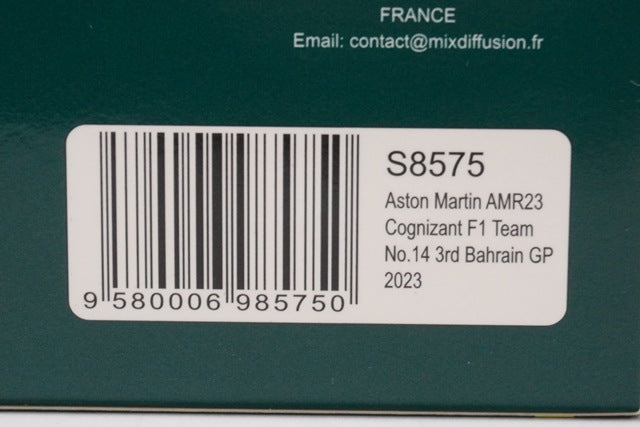 FRANCE
Email: contact@mixdiffusion.fr
S8575
Aston Martin AMR23
Cognizant F1 Team
No.14 3rd Bahrain GP
2023
9 580006 985750